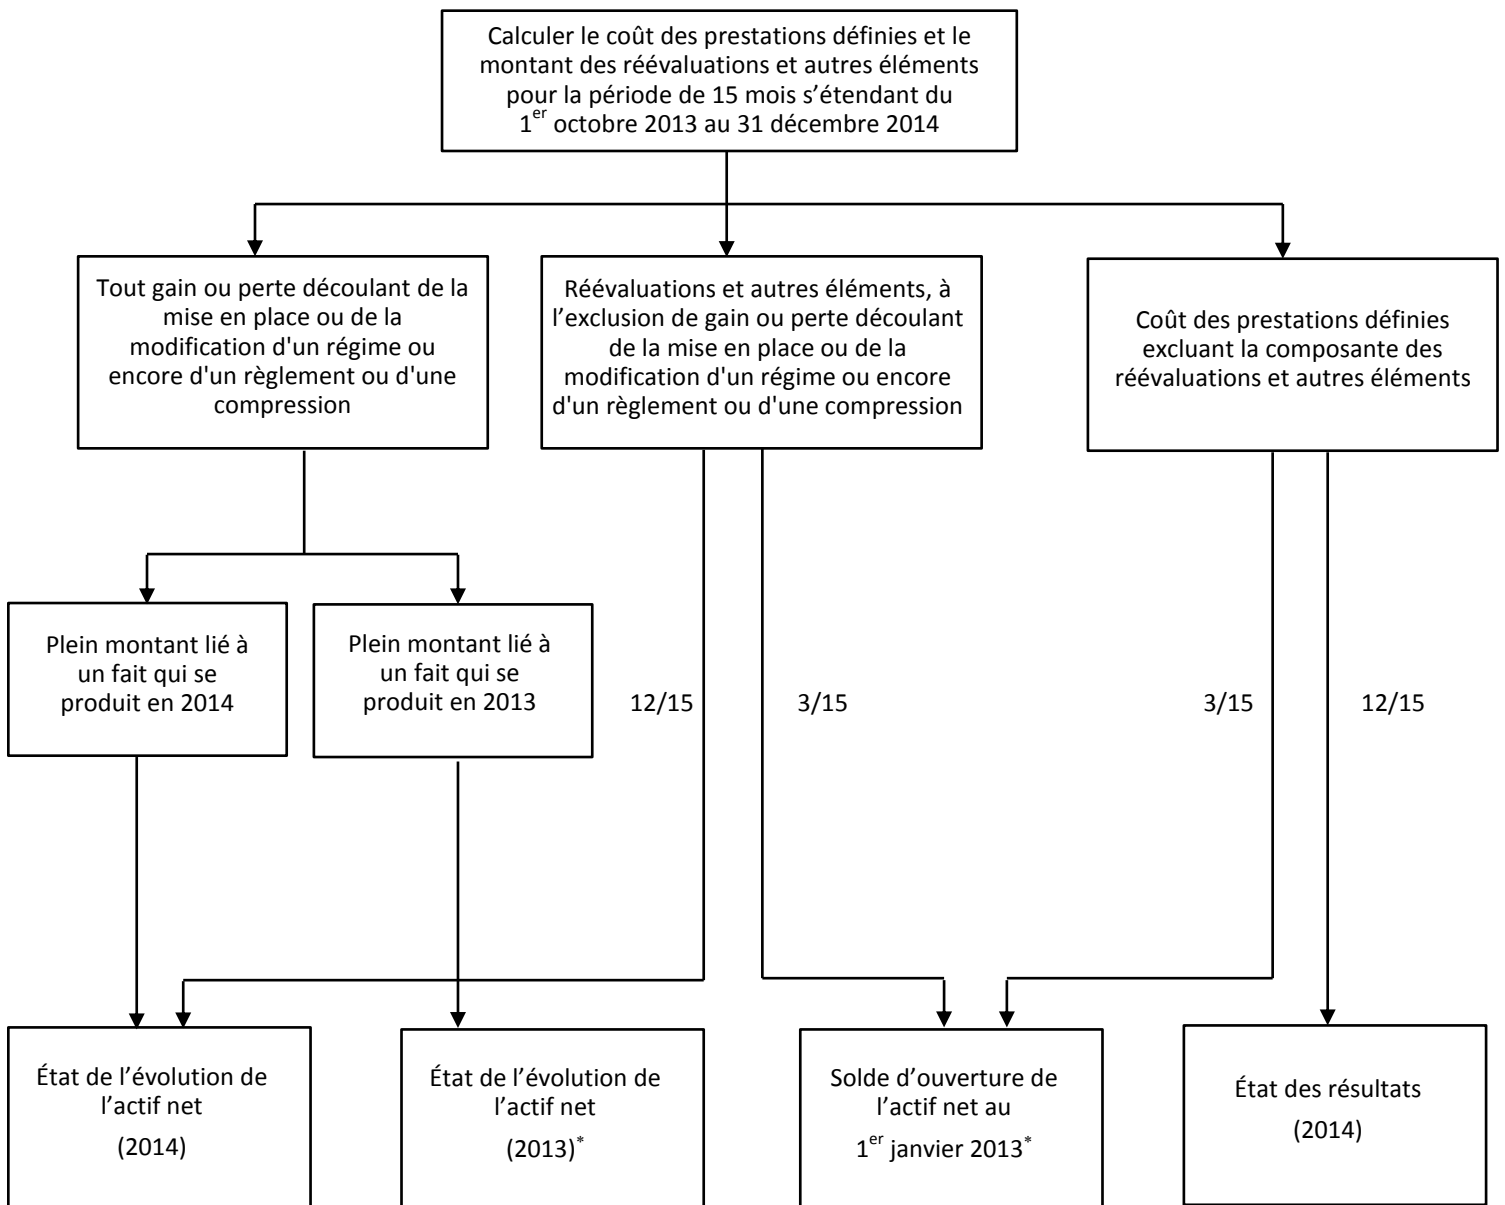 Calculer le coût des prestations définies et le
montant des réévaluations et autres éléments
pour la période de 15 mois s’étendant du
1er octobre 2013 au 31 décembre 2014
Tout gain ou perte découlant de la
mise en place ou de la
modification d'un régime ou
encore d'un règlement ou d'une
compression
Réévaluations et autres éléments, à
l’exclusion de gain ou perte découlant
de la mise en place ou de la
modification d'un régime ou encore
d'un règlement ou d'une compression
Coût des prestations définies
excluant la composante des
réévaluations et autres éléments
Plein montant lié à
un fait qui se
produit en 2014
Plein montant lié à
un fait qui se
produit en 2013
12/15
3/15
3/15
12/15
État de l’évolution de
l’actif net
(2014)
État de l’évolution de
l’actif net
(2013)*
Solde d’ouverture de
l’actif net au
1er janvier 2013*
État des résultats
(2014)